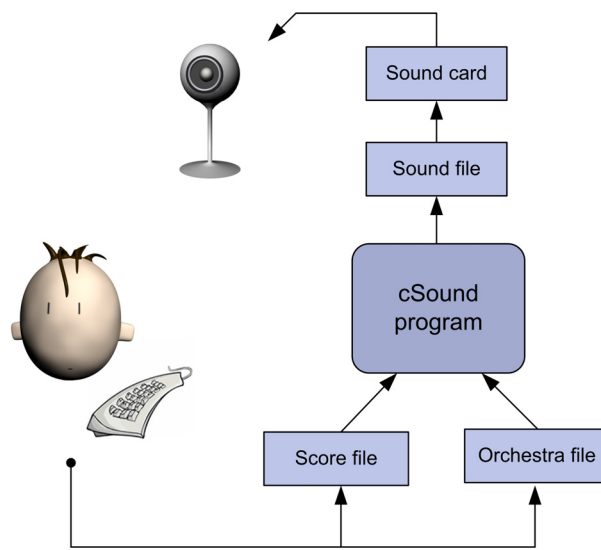 Sound card
Sound file
cSound
program
Score file
Orchestra file